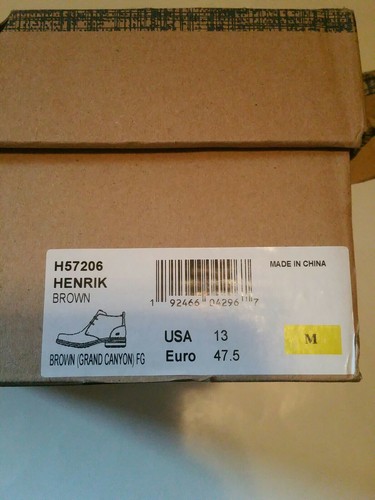 H57206
HENRIK
BROWN
MADE IN CHINA
1 92466 04296 7
USA 13
Euro 47.5
M
BROWN (GRAND CANYON) FG